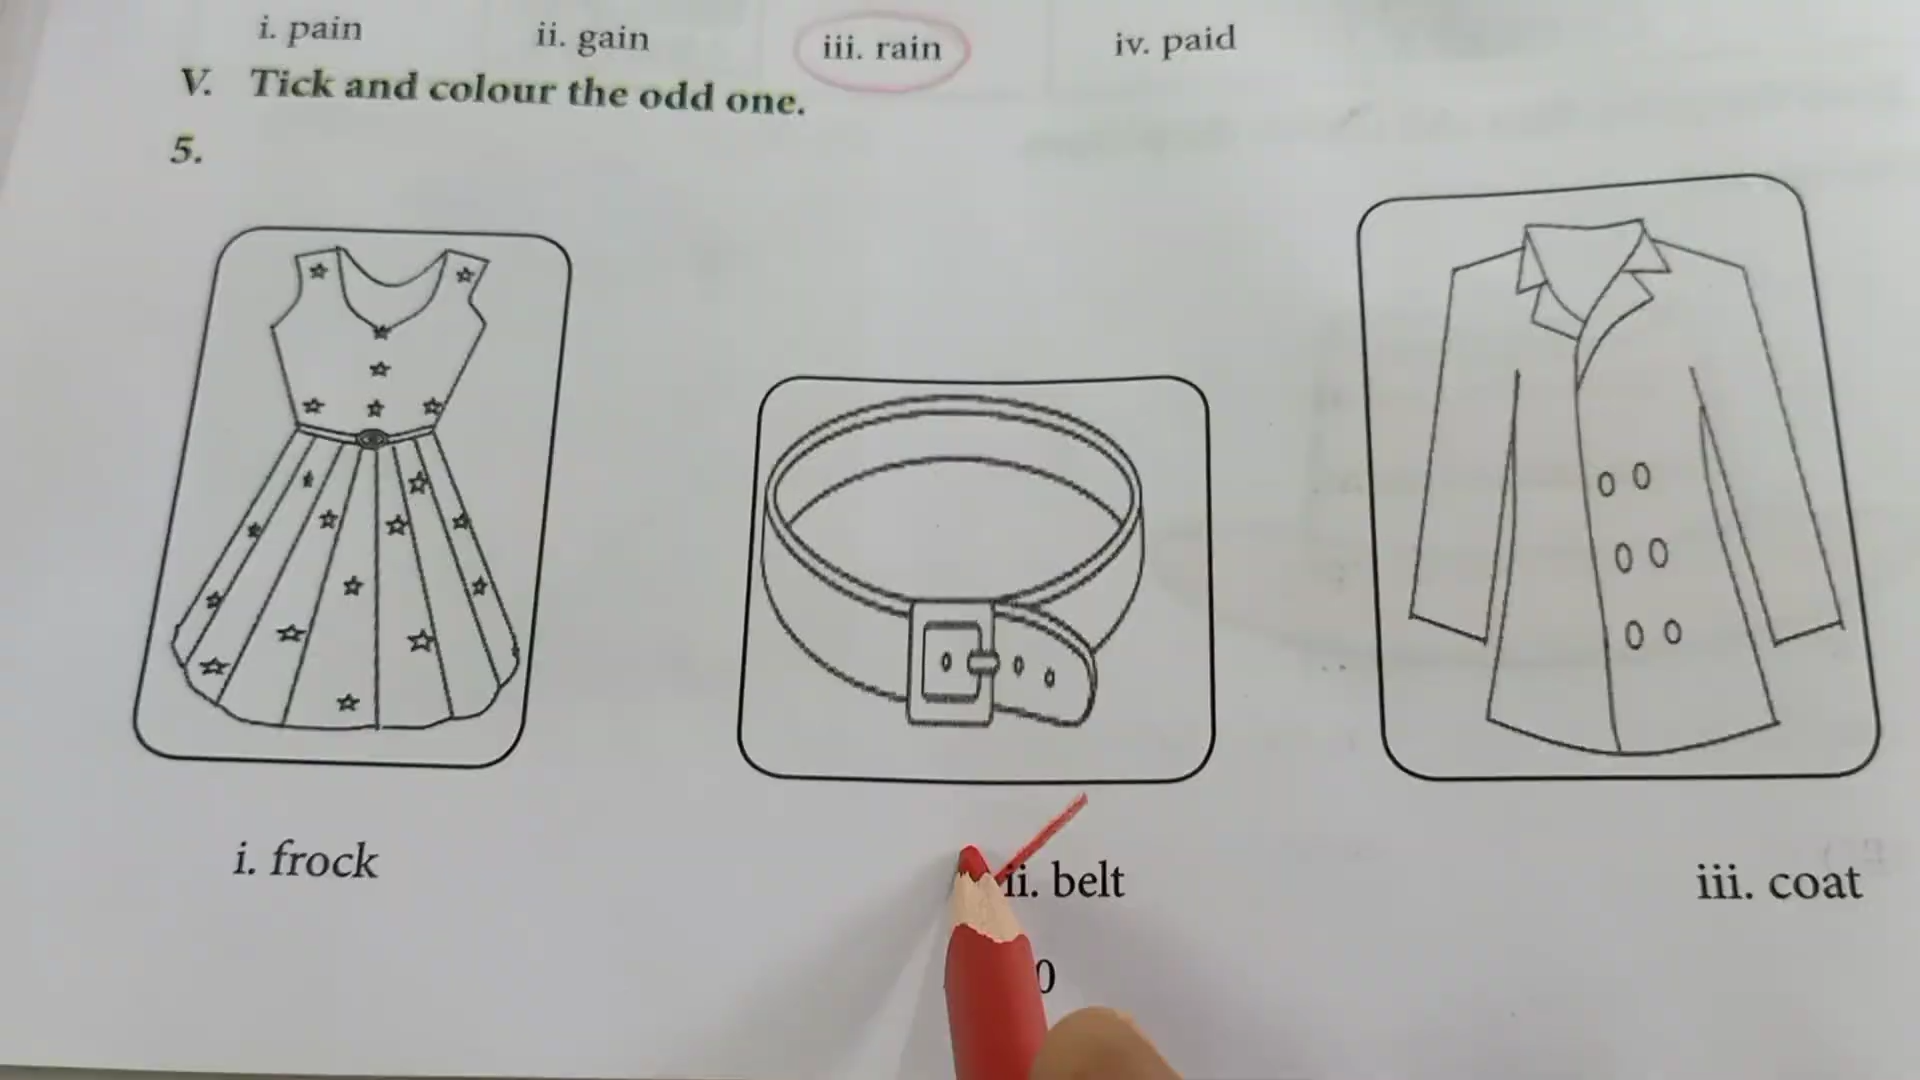 i. pain ii. gain iii. rain iv. paid
V. Tick and colour the odd one.
5.
i. frock ii. belt iii. coat